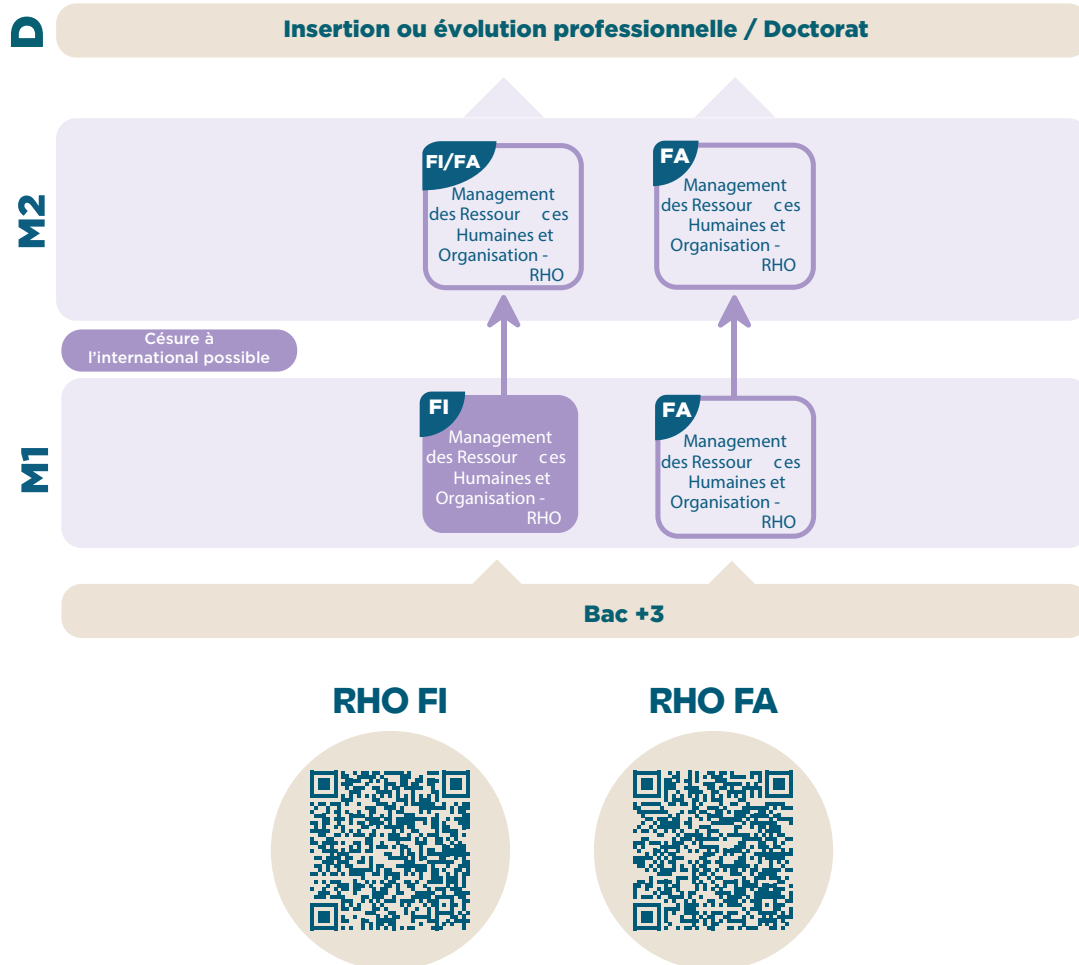 D
Insertion ou évolution professionnelle / Doctorat
M2
FI/FA
Management
des Ressour ces
Humaines et
Organisation -
RHO
FA
Management
des Ressour ces
Humaines et
Organisation -
RHO
Césure à
l'international possible
M1
FI
Management
des Ressour ces
Humaines et
Organisation -
RHO
FA
Management
des Ressour ces
Humaines et
Organisation -
RHO
Bac +3
RHO FI
RHO FA